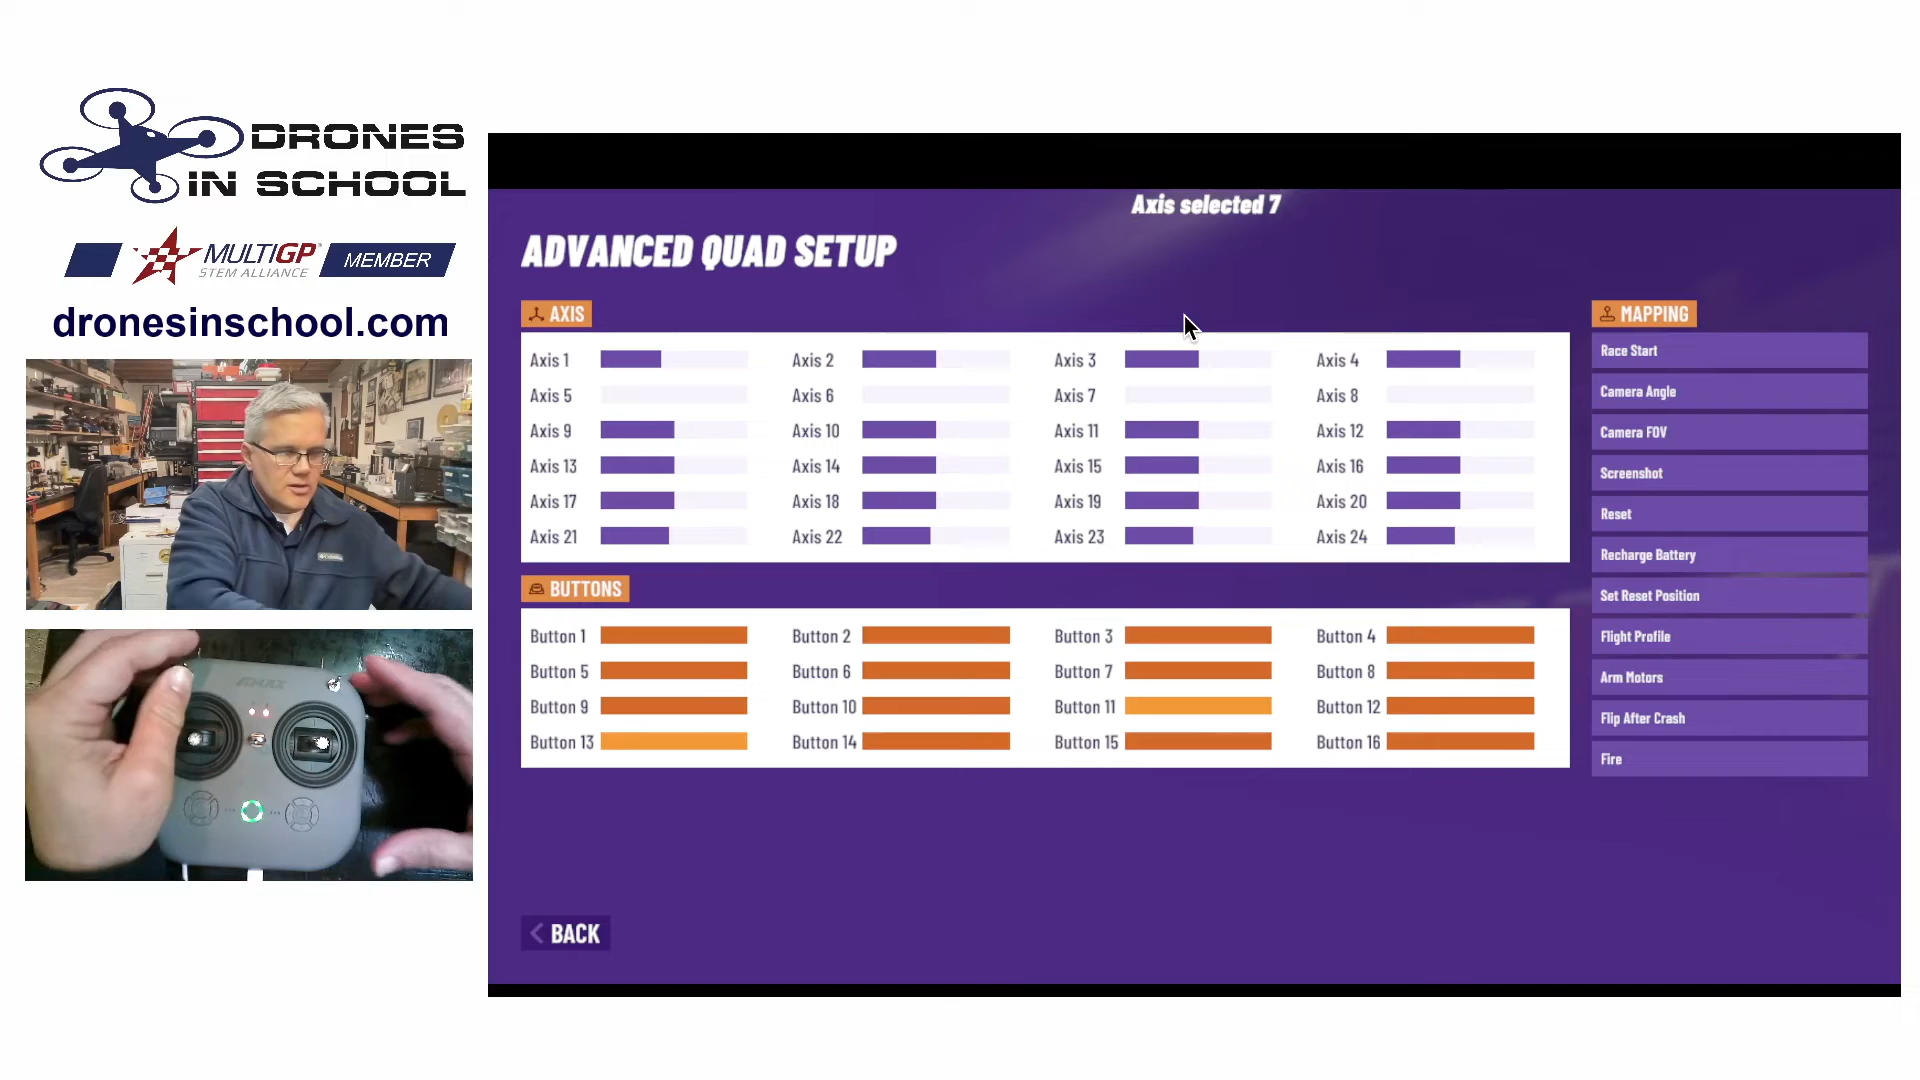 DRONES
IN SCHOOL
MULTIGP
STEM ALLIANCE
MEMBER
dronesinschool.com
Axis selected 7
ADVANCED QUAD SETUP
AXIS
Axis 1 Axis 2 Axis 3 Axis 4
Axis 5 Axis 6 Axis 7 Axis 8
Axis 9 Axis 10 Axis 11 Axis 12
Axis 13 Axis 14 Axis 15 Axis 16
Axis 17 Axis 18 Axis 19 Axis 20
Axis 21 Axis 22 Axis 23 Axis 24
BUTTONS
Button 1 Button 2 Button 3 Button 4
Button 5 Button 6 Button 7 Button 8
Button 9 Button 10 Button 11 Button 12
Button 13 Button 14 Button 15 Button 16
MAPPING
Race Start
Camera Angle
Camera FOV
Screenshot
Reset
Recharge Battery
Set Reset Position
Flight Profile
Arm Motors
Flip After Crash
Fire
BACK